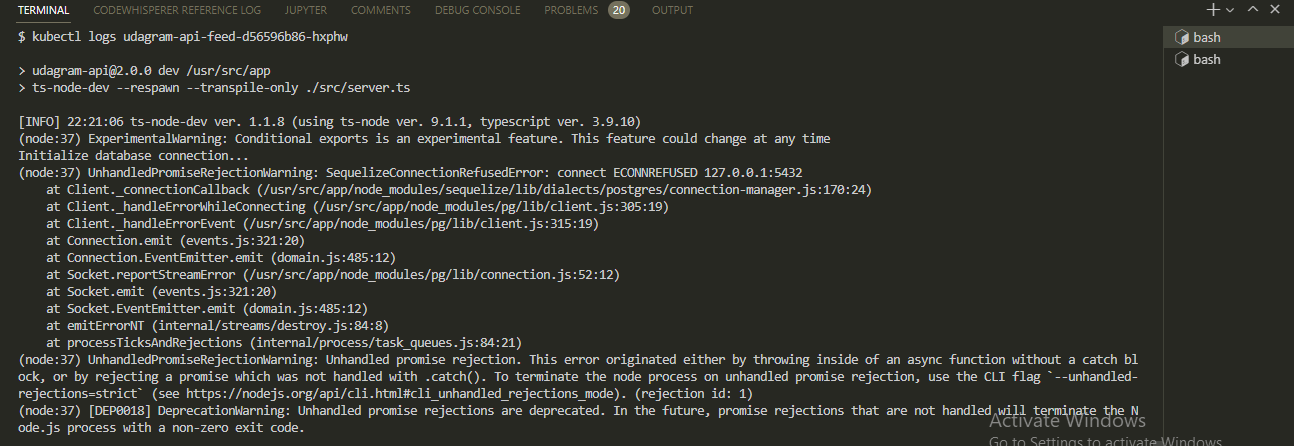 TERMINAL CODEWHISPERER REFERENCE LOG JUPYTER COMMENTS DEBUG CONSOLE PROBLEMS 20 OUTPUT
$ kubectl logs udagram-api-feed-d56596b86-hxphw
bash
bash
> udagram-api@2.0.0 dev /usr/src/app
> ts-node-dev --respawn --transpile-only ./src/server.ts
[INFO] 22:21:06 ts-node-dev ver. 1.1.8 (using ts-node ver. 9.1.1, typescript ver. 3.9.10)
(node:37) ExperimentalWarning: Conditional exports is an experimental feature. This feature could change at any time
Initialize database connection...
(node:37) UnhandledPromiseRejectionWarning: SequelizeConnectionRefusedError: connect ECONNREFUSED 127.0.0.1:5432
at Client._connectionCallback (/usr/src/app/node_modules/sequelize/lib/dialects/postgres/connection-manager.js:170:24)
at Client._handleErrorWhileConnecting (/usr/src/app/node_modules/pg/lib/client.js:305:19)
at Client._handleErrorEvent (/usr/src/app/node_modules/pg/lib/client.js:315:19)
at Connection.emit (events.js:321:20)
at Connection.EventEmitter.emit (domain.js:485:12)
at Socket.reportStreamError (/usr/src/app/node_modules/pg/lib/connection.js:52:12)
at Socket.emit (events.js:321:20)
at Socket.EventEmitter.emit (domain.js:485:12)
at emitErrorNT (internal/streams/destroy.js:84:8)
at processTicksAndRejections (internal/process/task_queues.js:84:21)
(node:37) UnhandledPromiseRejectionWarning: Unhandled promise rejection. This error originated either by throwing inside of an async function without a catch bl
ock, or by rejecting a promise which was not handled with .catch(). To terminate the node process on unhandled promise rejection, use the CLI flag `--unhandled-
rejections=strict` (see https://nodejs.org/api/cli.html#cli_unhandled_rejections_mode). (rejection id: 1)
(node:37) [DEP0018] DeprecationWarning: Unhandled promise rejections are deprecated. In the future, promise rejections that are not handled will terminate the N
ode.js process with a non-zero exit code.
Activate Windows
Go to Settings to activate Windows.